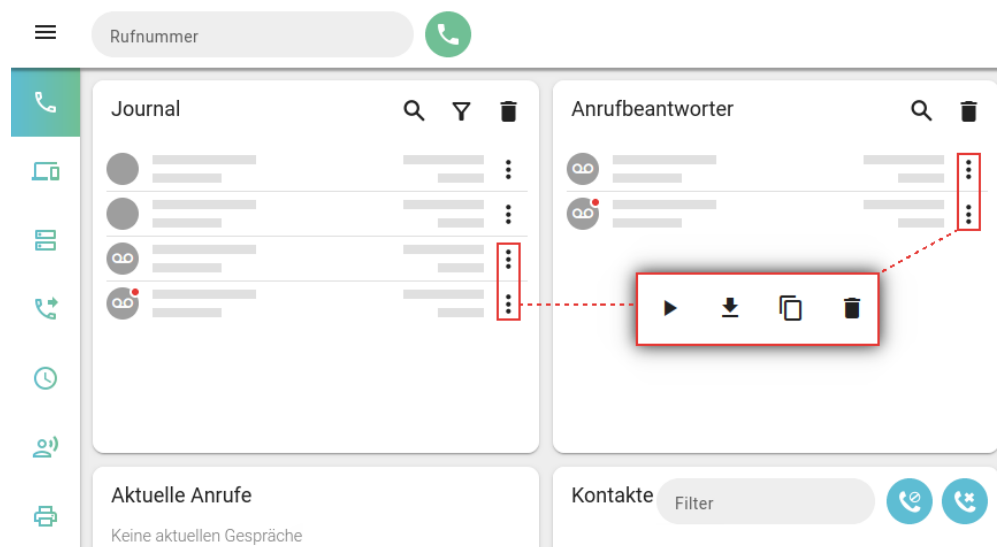 Rufnummer
Journal
Anrufbeantworter
Aktuelle Anrufe
Keine aktuellen Gespräche
Kontakte
Filter